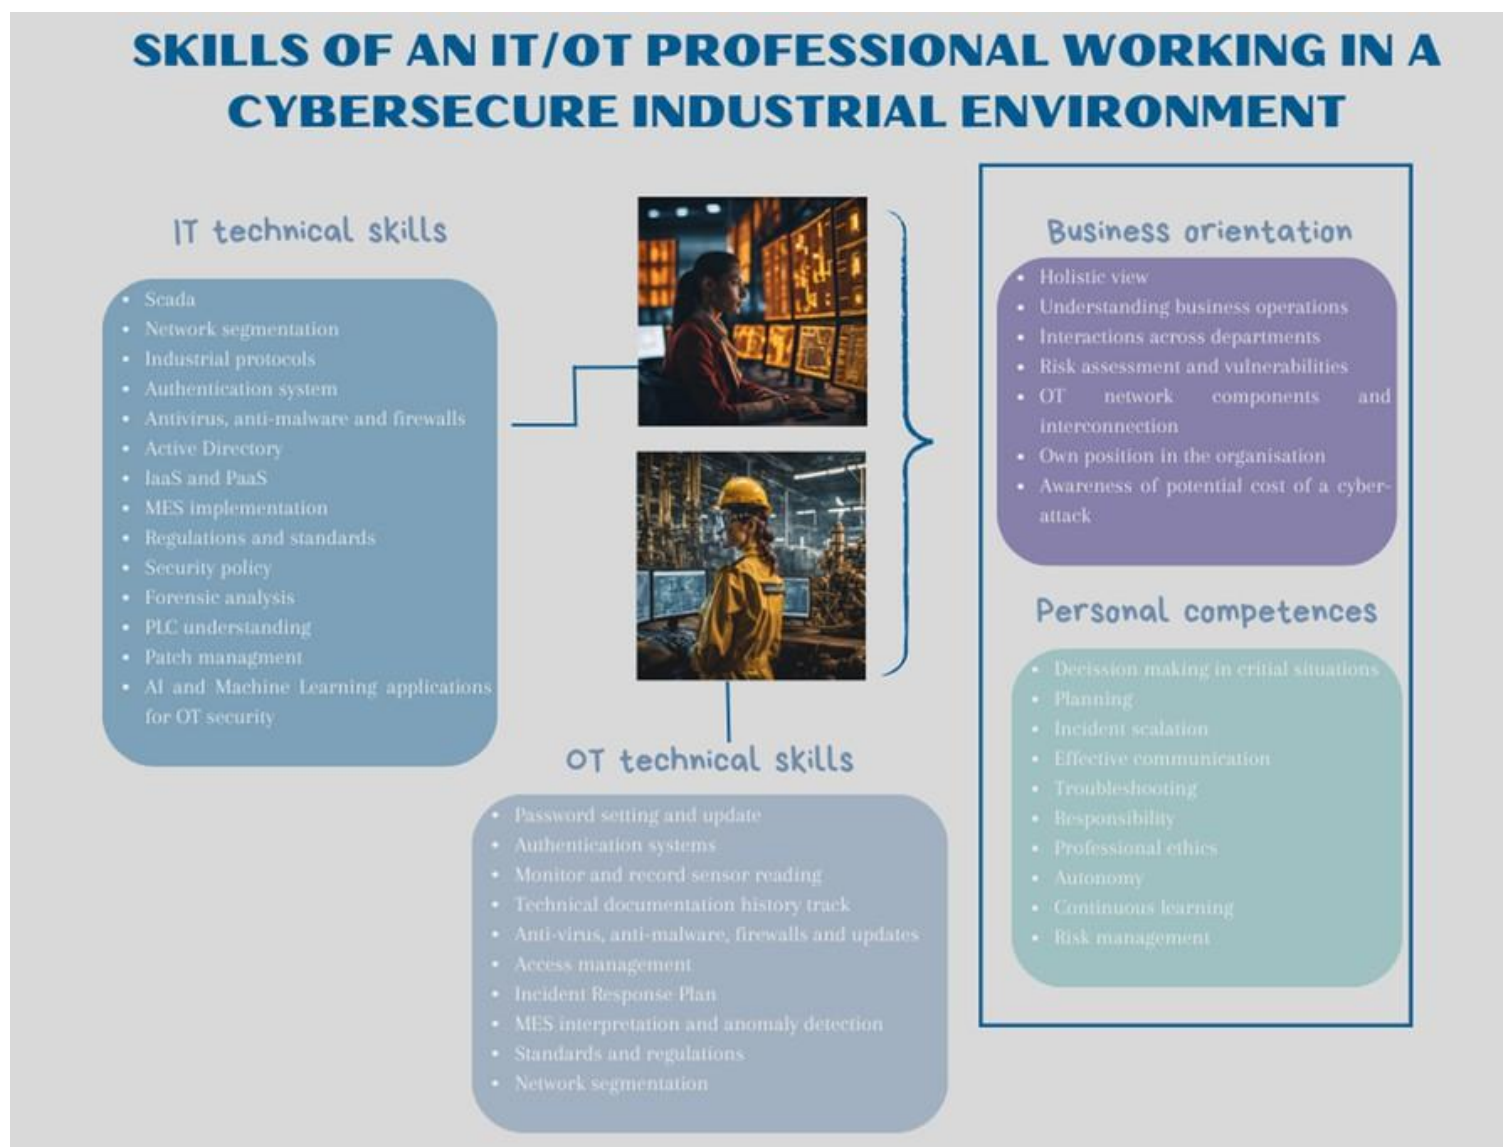 SKILLS OF AN IT/OT PROFESSIONAL WORKING IN A
CYBERSECURE INDUSTRIAL ENVIRONMENT
IT technical skills
• Scada
• Network segmentation
• Industrial protocols
• Authentication system
• Antivirus, anti-malware and firewalls
• Active Directory
• IaaS and PaaS
• MES implementation
• Regulations and standards
• Security policy
• Forensic analysis
• PLC understanding
• Patch managment
• AI and Machine Learning applications
for OT security
OT technical skills
• Password setting and update
• Authentication systems
• Monitor and record sensor reading
• Technical documentation history track
• Anti-virus, anti-malware, firewalls and updates
• Access management
• Incident Response Plan
• MES interpretation and anomaly detection
• Standards and regulations
• Network segmentation
Business orientation
• Holistic view
• Understanding business operations
• Interactions across departments
• Risk assessment and vulnerabilities
• OT network components and
interconnection
• Own position in the organisation
• Awareness of potential cost of a cyber-
attack
Personal competences
• Decission making in critial situations
• Planning
• Incident scalation
• Effective communication
• Troubleshooting
• Responsibility
• Professional ethics
• Autonomy
• Continuous learning
• Risk management